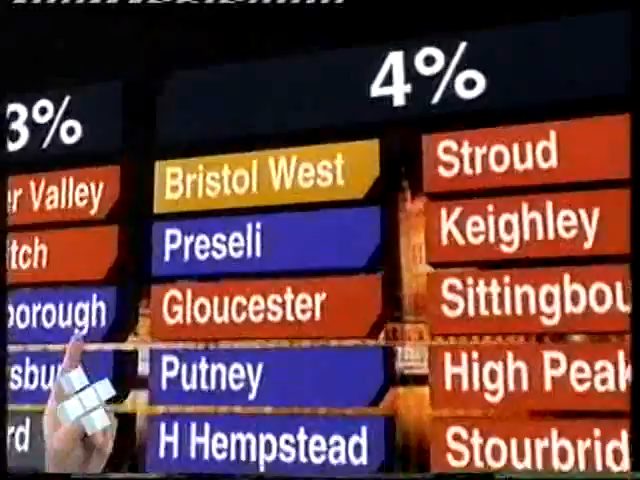 3%
4%
r Valley
Bristol West
Stroud
tch
Preseli
Keighley
borough
Gloucester
Sittingbou
sbu
Putney
High Peak
rd
H Hempstead
Stourbrid